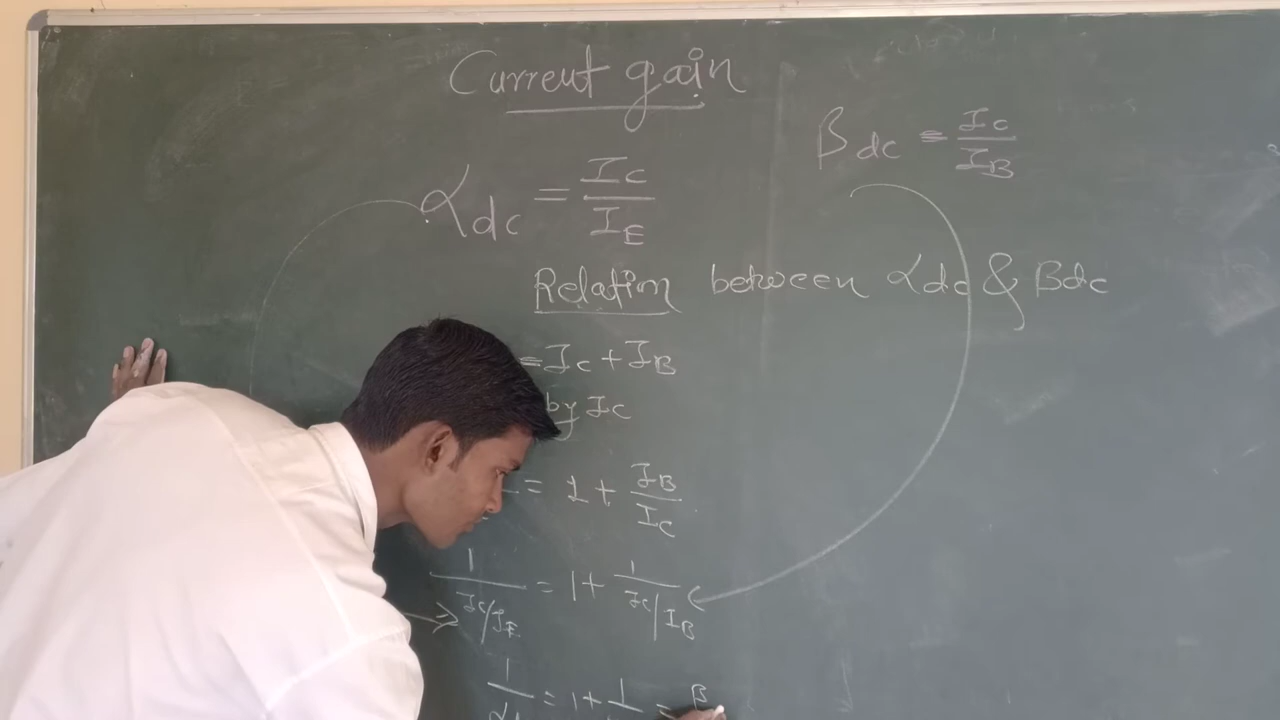 Current gain
αdc = IC/IE
βdc = IC/IB
Relation between αdc & Bdc
= IC + IB
by IC
= 1 + IB/IC
1/(IC/IE) = 1 + 1/(IC/IB)
1/α = 1 + 1/ = β